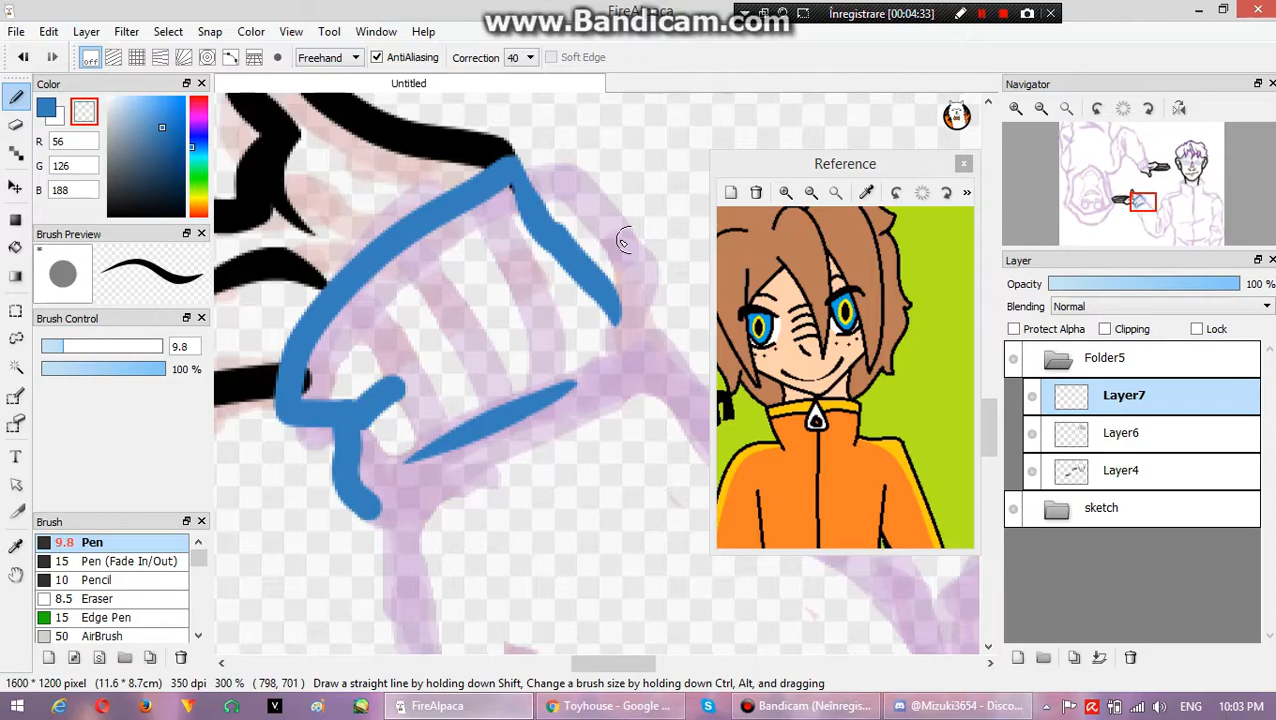 FireAlpaca
www.Bandicam.com
Înregistrare (00:04:33)
File Edit Layer Filter Select Snap Color View Tool Window Help
off Freehand AntiAliasing Correction 40 Soft Edge
Color
Untitled
Navigator
R 56
G 126
B 188
Reference
Brush Preview
*
Layer
Opacity 100 %
Blending Normal
Protect Alpha Clipping Lock
Brush Control
9.8
100 %
Folder5
Layer7
Layer6
Layer4
sketch
Brush
9.8 Pen
15 Pen (Fade In/Out)
10 Pencil
8.5 Eraser
15 Edge Pen
50 AirBrush
1600 * 1200 pixel (11.6 * 8.7cm) 350 dpi 300 % ( 798, 701 ) Draw a straight line by holding down Shift, Change a brush size by holding down Ctrl, Alt, and dragging
FireAlpaca
Toyhouse - Google ...
Bandicam (Neînregis...
@Mizuki3654 - Disco...
10:03 PM